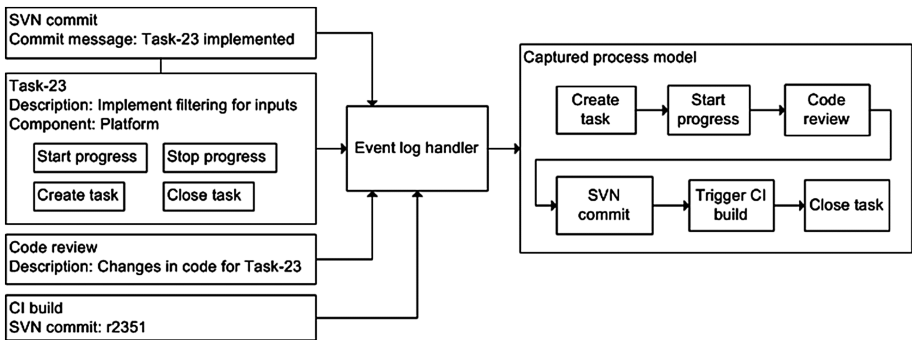 SVN commit
Commit message: Task-23 implemented
Task-23
Description: Implement filtering for inputs
Component: Platform
Start progress
Stop progress
Create task
Close task
Code review
Description: Changes in code for Task-23
CI build
SVN commit: r2351
Event log handler
Captured process model
Create
task
Start
progress
Code
review
SVN
commit
Trigger CI
build
Close task